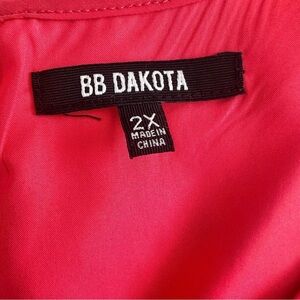 BB DAKOTA
2X
MADE IN
CHINA